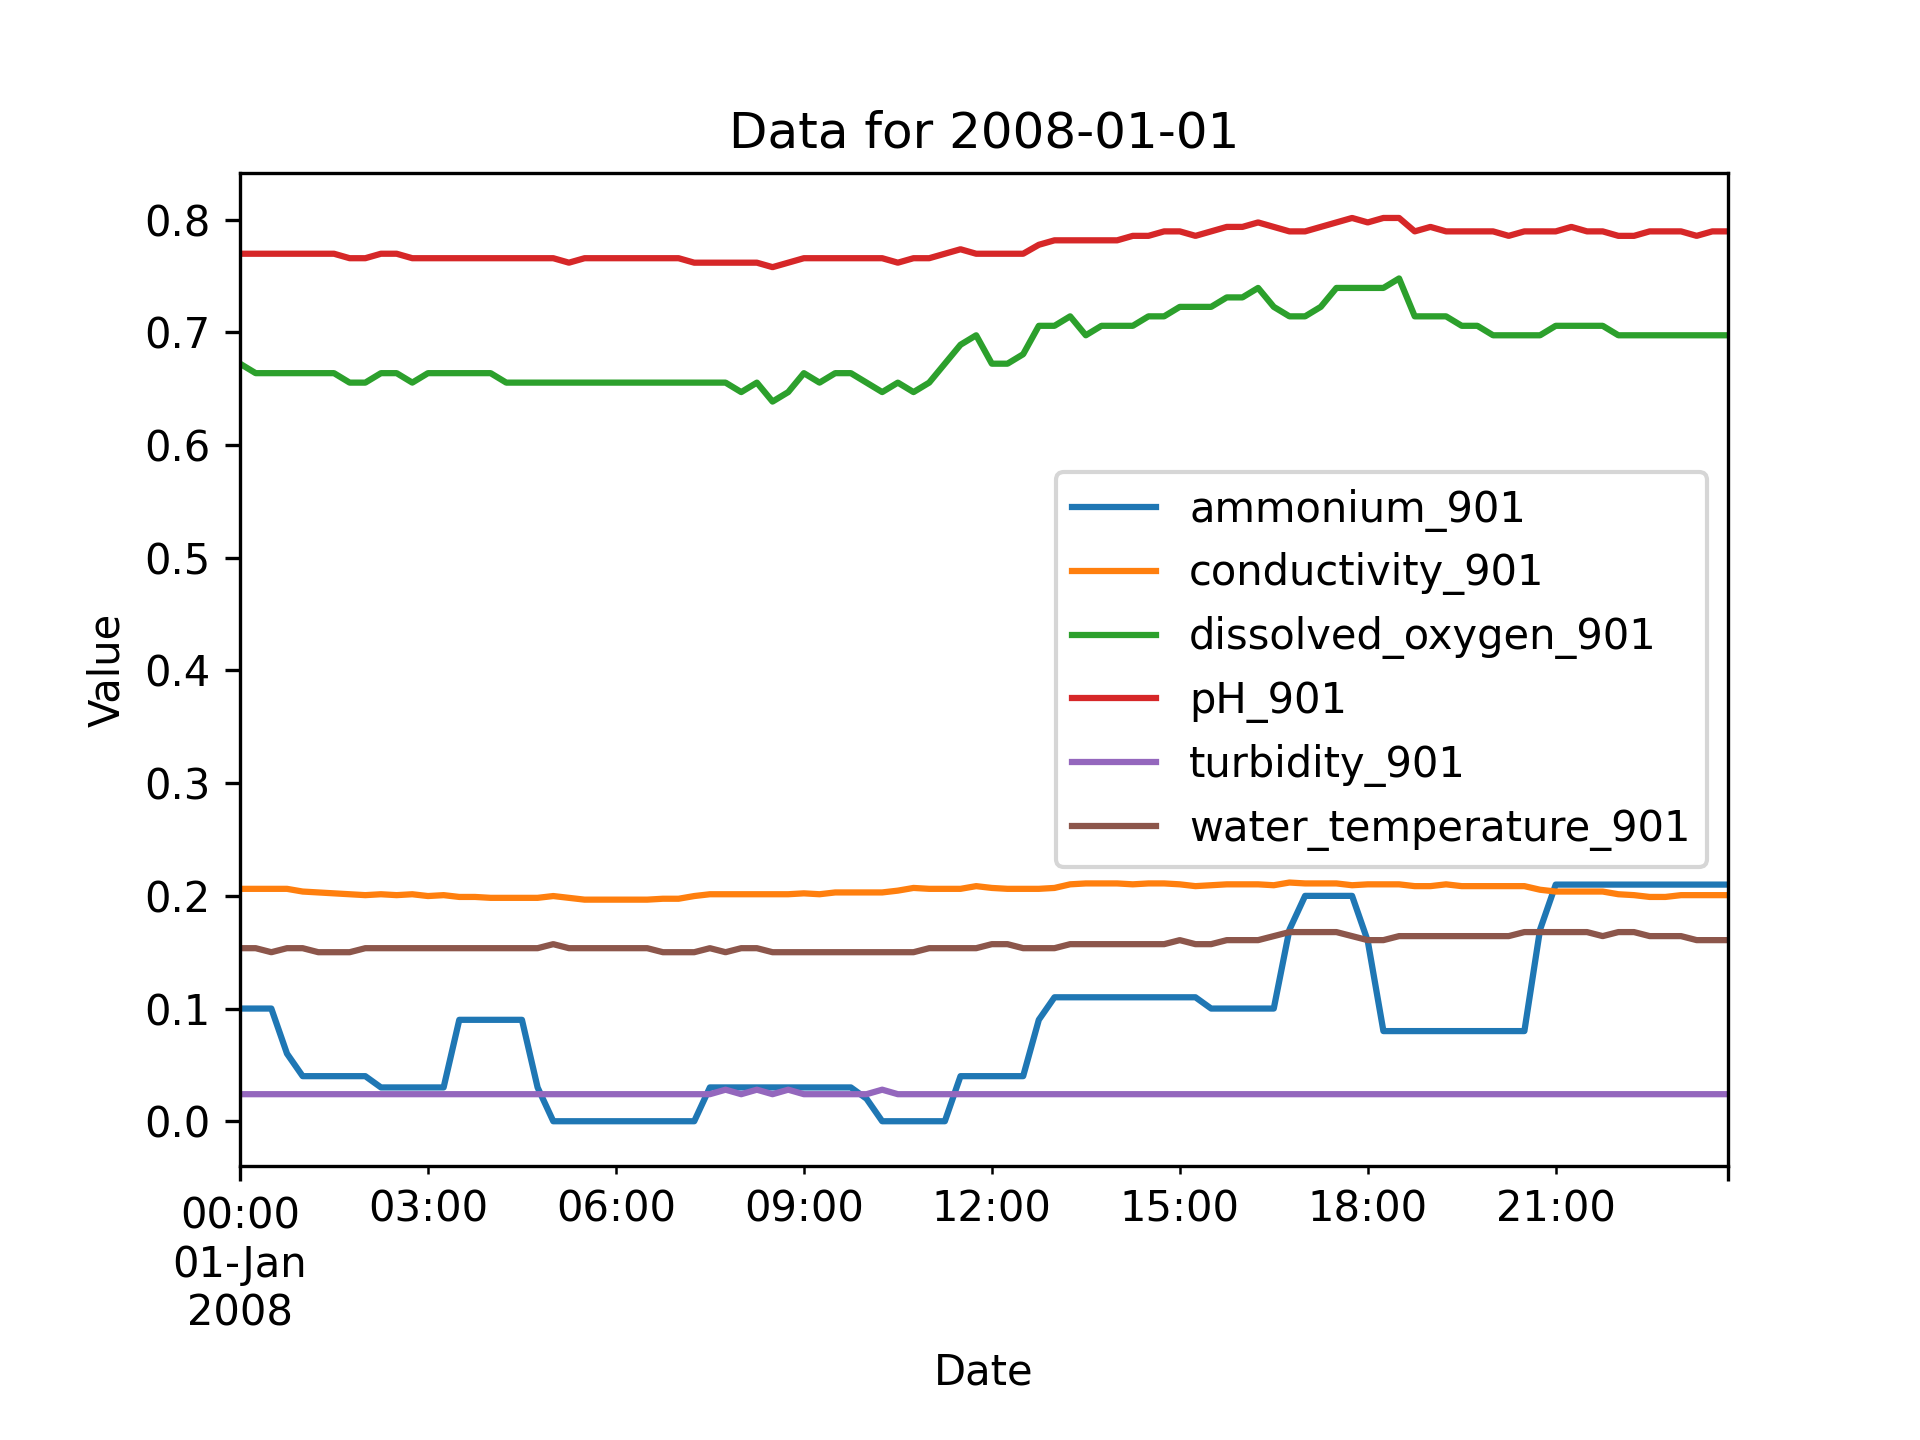 Data for 2008-01-01
0.8
0.7
0.6
0.5
0.4
0.3
0.2
0.1
0.0
Value
ammonium_901
conductivity_901
dissolved_oxygen_901
pH_901
turbidity_901
water_temperature_901
00:00 03:00 06:00 09:00 12:00 15:00 18:00 21:00
01-Jan
2008
Date